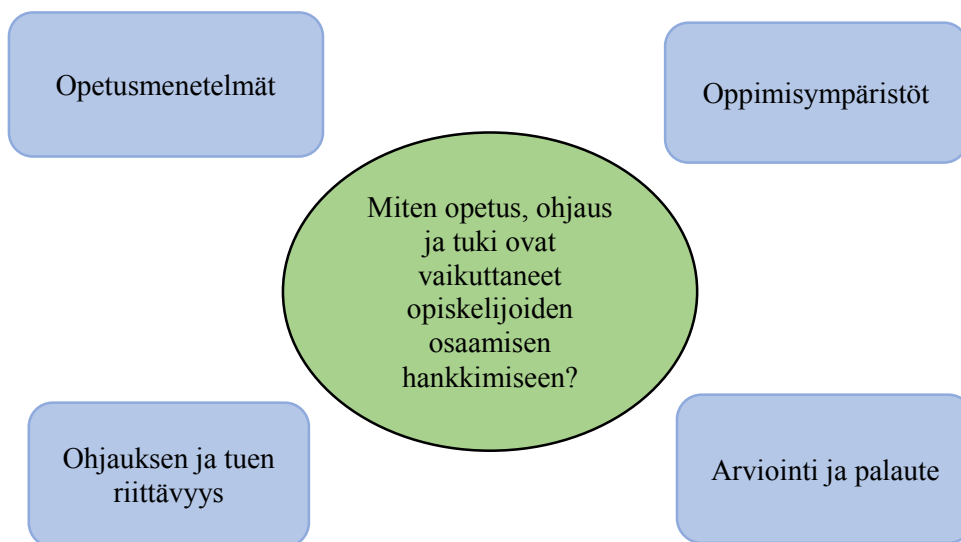 Opetusmenetelmät
Oppimisympäristöt
Miten opetus, ohjaus
ja tuki ovat
vaikuttaneet
opiskelijoiden
osaamisen
hankkimiseen?
Ohjauksen ja tuen
riittävyys
Arviointi ja palaute